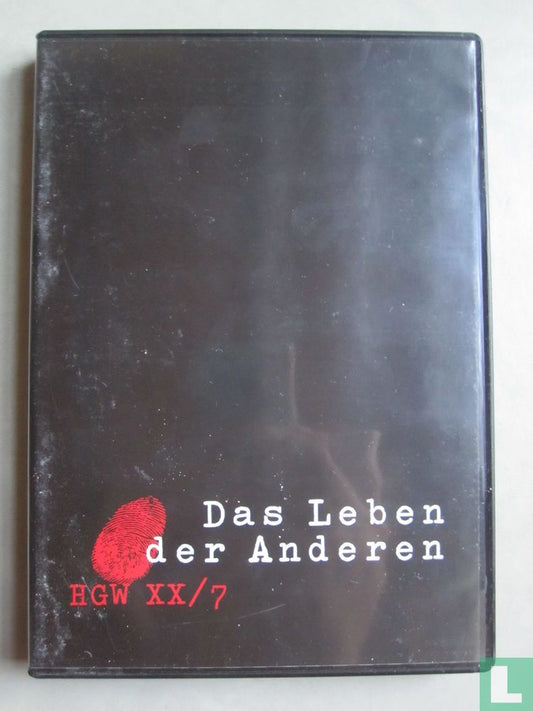 Das Leben
der Anderen
HGW XX/7
L